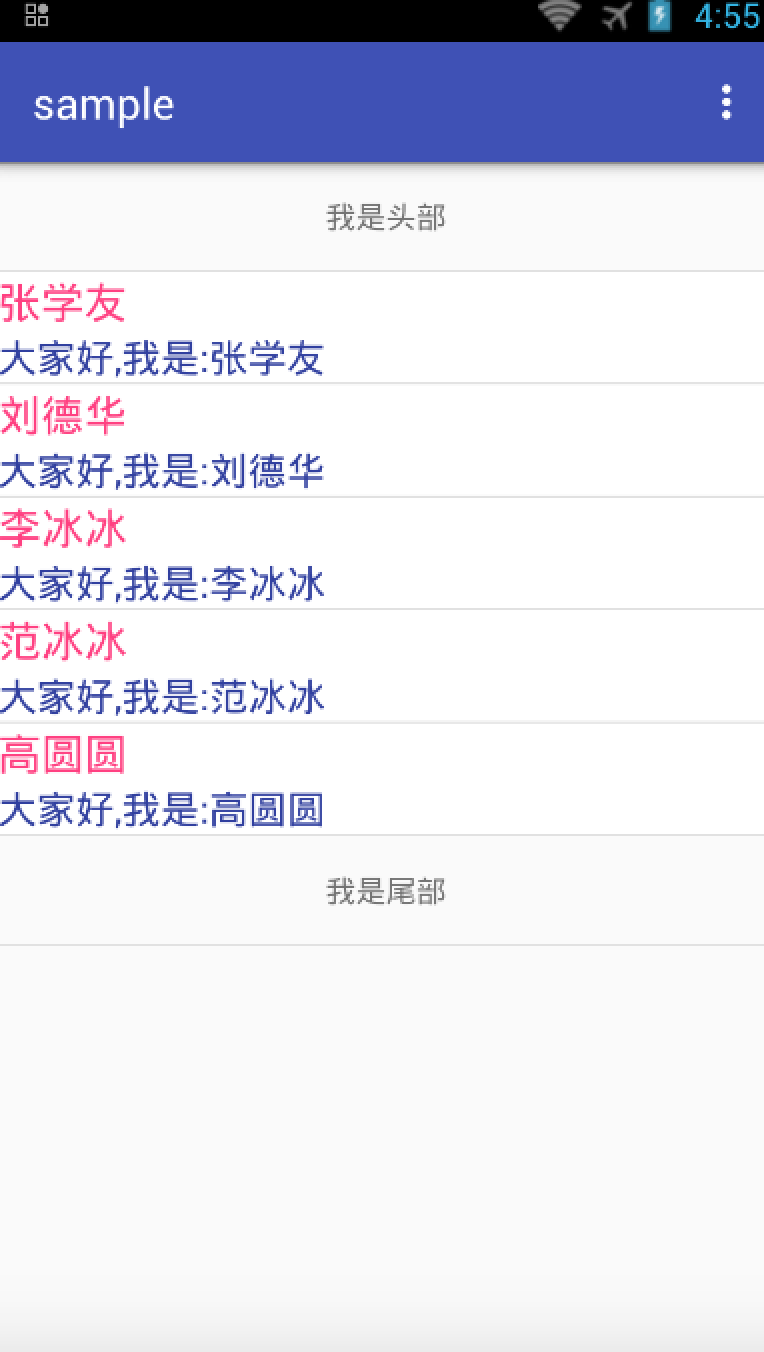 4:55
sample
我是头部
张学友
大家好,我是:张学友
刘德华
大家好,我是:刘德华
李冰冰
大家好,我是:李冰冰
范冰冰
大家好,我是:范冰冰
高圆圆
大家好,我是:高圆圆
我是尾部